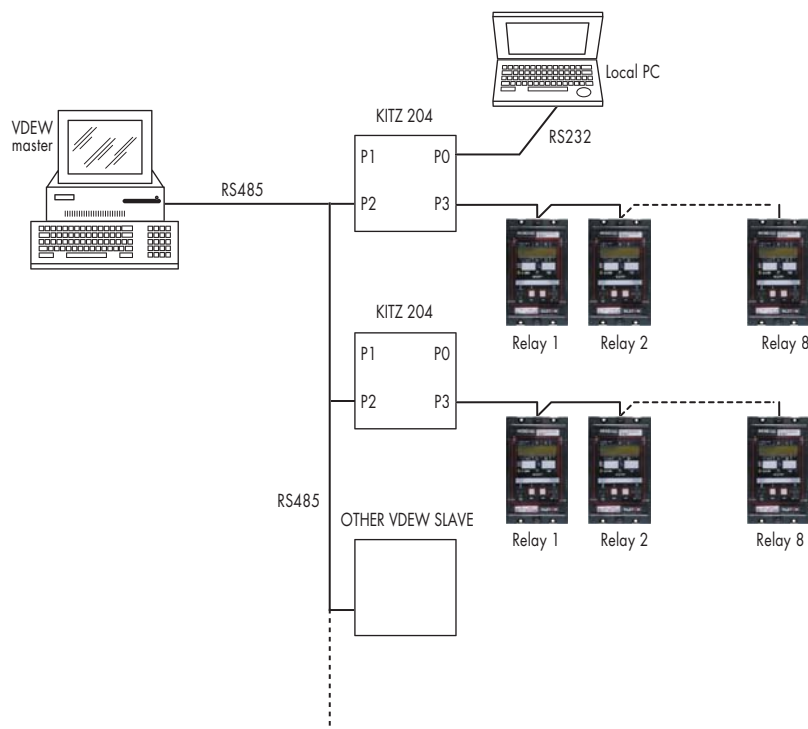 Local PC
KITZ 204
VDEW
master
P1
P0
RS232
RS485
P2
P3
Relay 1
Relay 2
Relay 8
KITZ 204
P1
P0
P2
P3
RS485
OTHER VDEW SLAVE
Relay 1
Relay 2
Relay 8